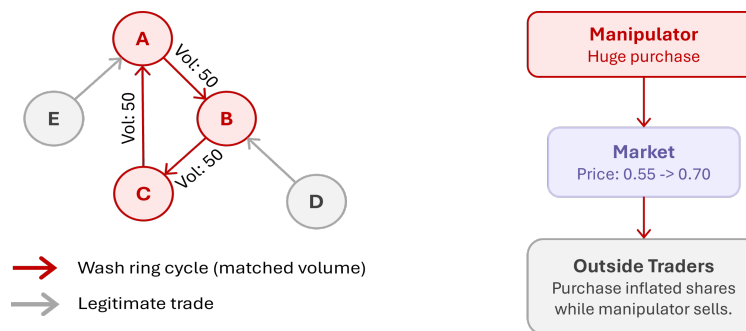 A
Vol: 50
E
Vol: 50
B
Vol: 50
C
D
Wash ring cycle (matched volume)
Legitimate trade
Manipulator
Huge purchase
Market
Price: 0.55 -> 0.70
Outside Traders
Purchase inflated shares
while manipulator sells.